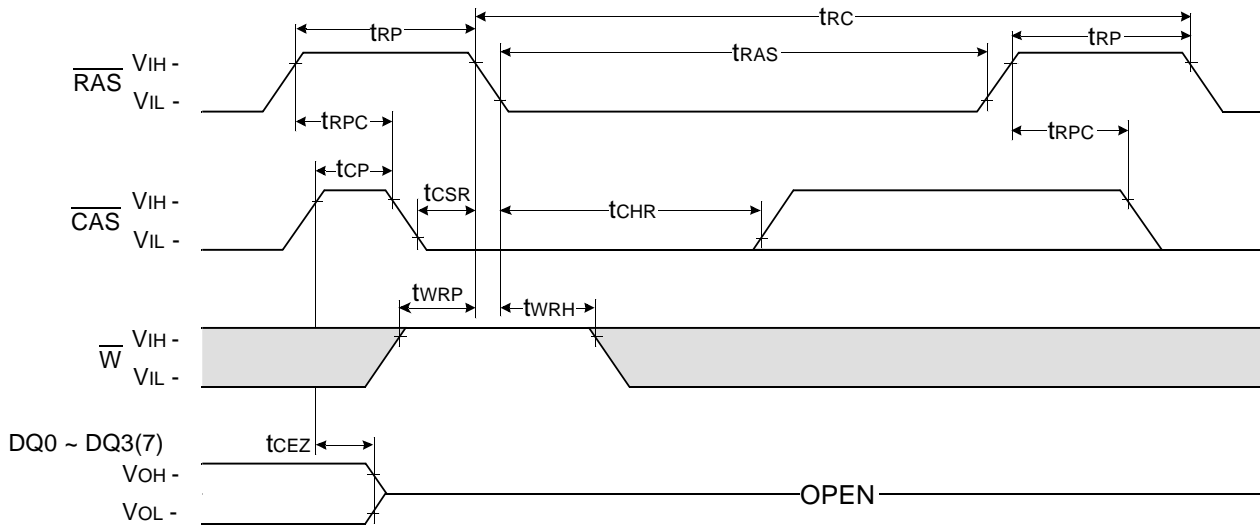 tRC
tRP
tRP
tRAS
RAS
VIH -
VIL -
tRPC
tRPC
tCP
tCSR
CAS
VIH -
VIL -
tCHR
tWRP
tWRH
W
VIH -
VIL -
DQ0 ~ DQ3(7)
tCEZ
VOH -
VOL -
OPEN